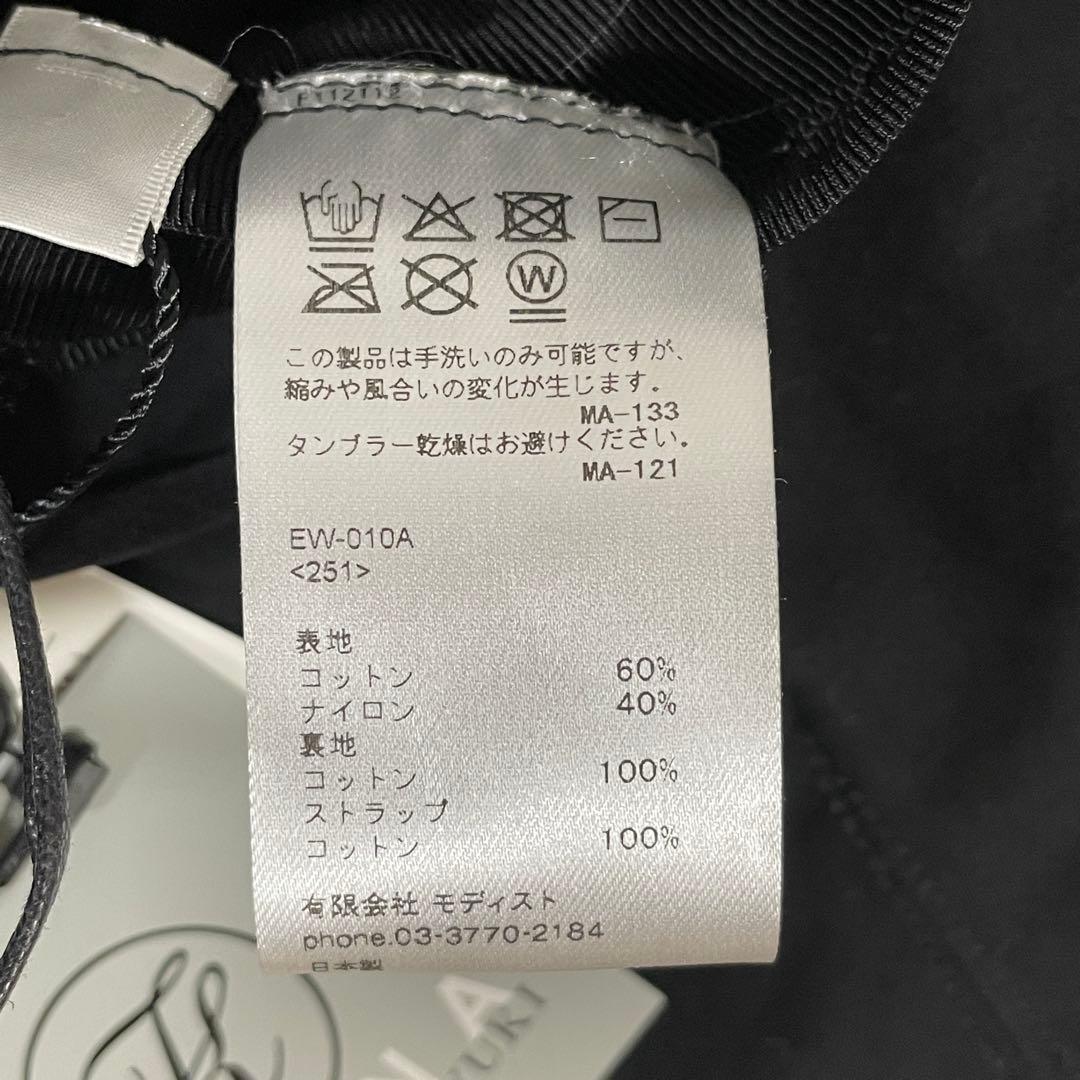 W
この製品は手洗いのみ可能ですが、
縮みや風合いの変化が生じます。
MA-133
タンブラー乾燥はお避けください。
MA-121
EW-010A
<251>
表地
コットン 60%
ナイロン 40%
裏地
コットン 100%
ストラップ
コットン 100%
有限会社 モディスト
phone.03-3770-2184
日本製